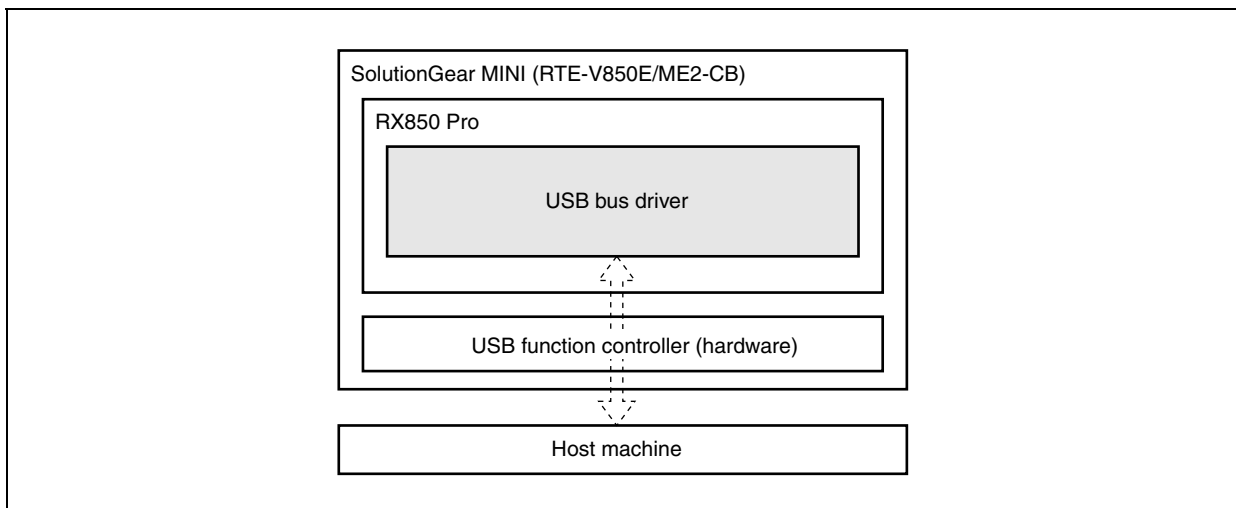 SolutionGear MINI (RTE-V850E/ME2-CB)
RX850 Pro
USB bus driver
USB function controller (hardware)
Host machine